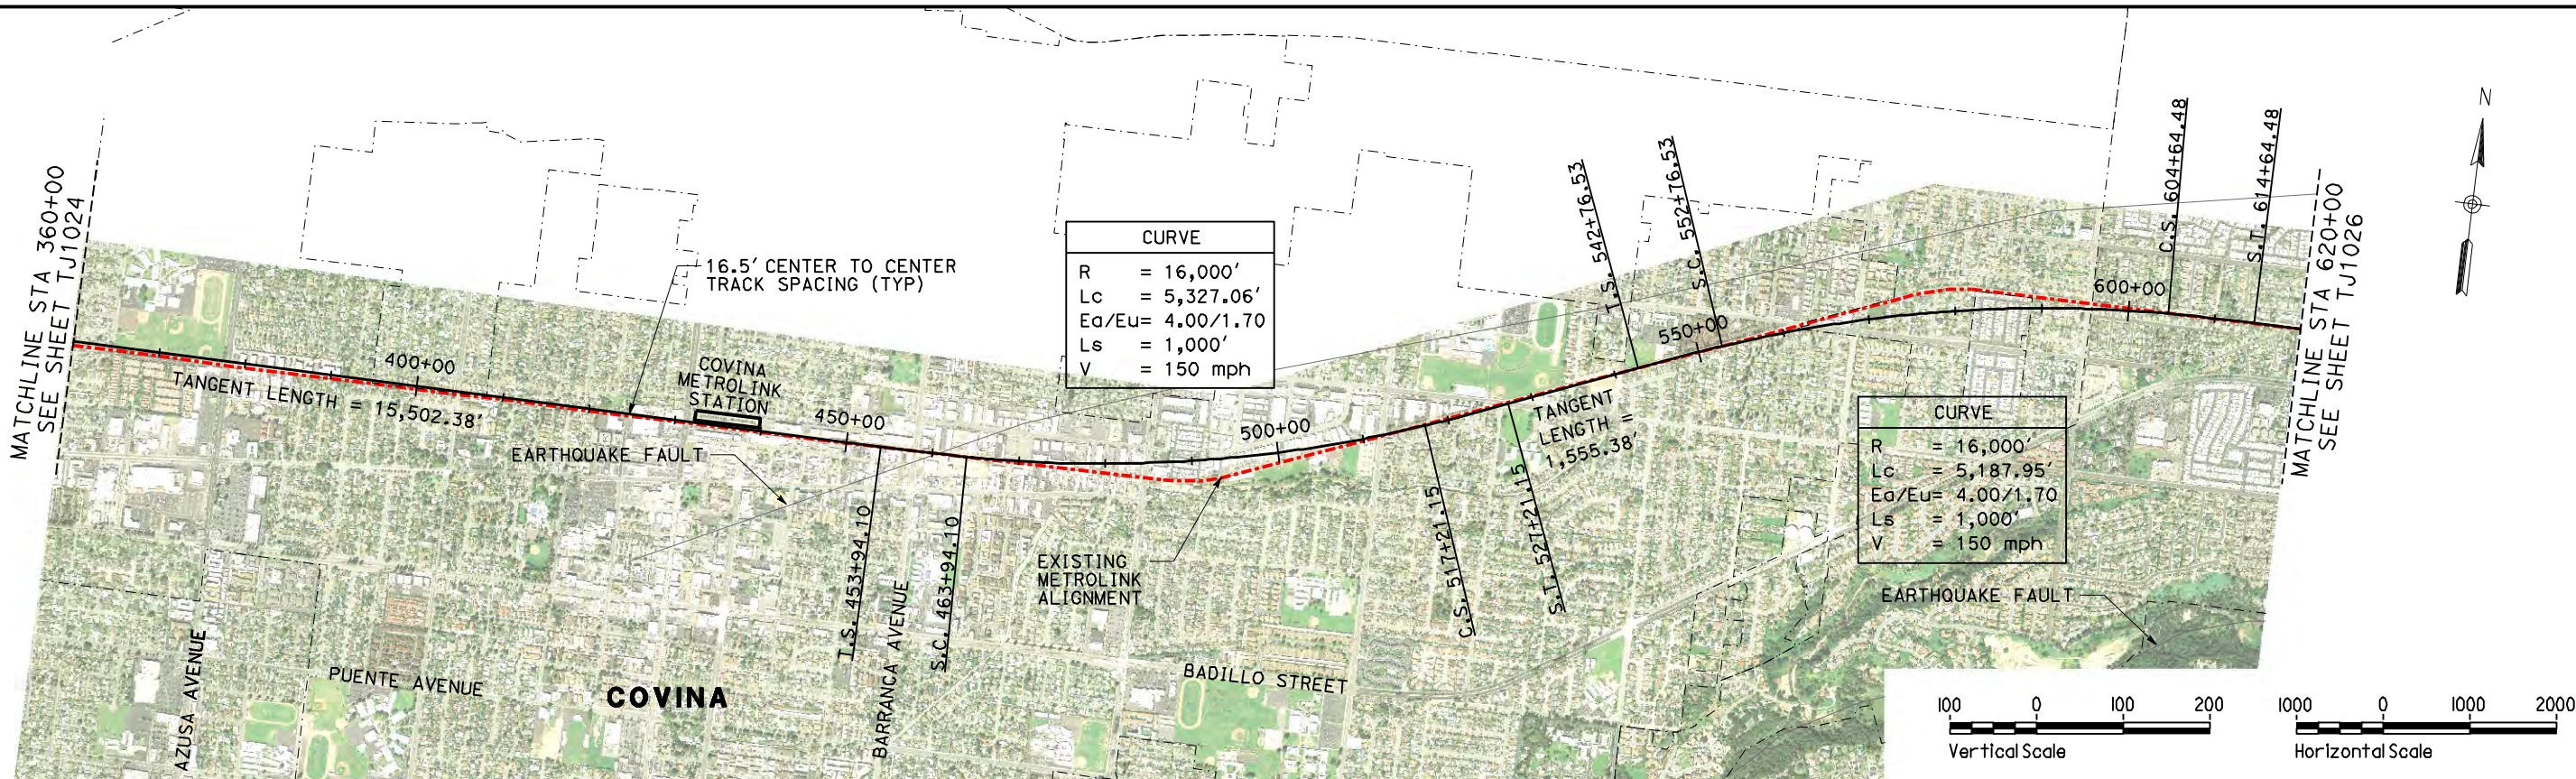 MATCHLINE STA 360+00
SEE SHEET TJ1024
TANGENT LENGTH = 15,502.38'
400+00
16.5' CENTER TO CENTER
TRACK SPACING (TYP)
COVINA
METROLINK
STATION
450+00
EARTHQUAKE FAULT
T.S. 453+94.10
S.C. 463+94.10
AZUSA AVENUE
PUENTE AVENUE
COVINA
BARRANCA AVENUE
CURVE
R = 16,000'
Lc = 5,327.06'
Ea/Eu= 4.00/1.70
Ls = 1,000'
V = 150 mph
500+00
EXISTING
METROLINK
ALIGNMENT
BADILLO STREET
C.S. 517+21.15
S.T. 527+21.15
TANGENT
LENGTH =
1,555.38'
T.S. 542+76.53
S.C. 552+76.53
550+00
CURVE
R = 16,000'
Lc = 5,187.95'
Ea/Eu= 4.00/1.70
Ls = 1,000'
V = 150 mph
EARTHQUAKE FAULT
600+00
C.S. 604+64.48
S.T. 614+64.48
MATCHLINE STA 620+00
SEE SHEET TJ1026
N
100 0 100 200
Vertical Scale
1000 0 1000 2000
Horizontal Scale